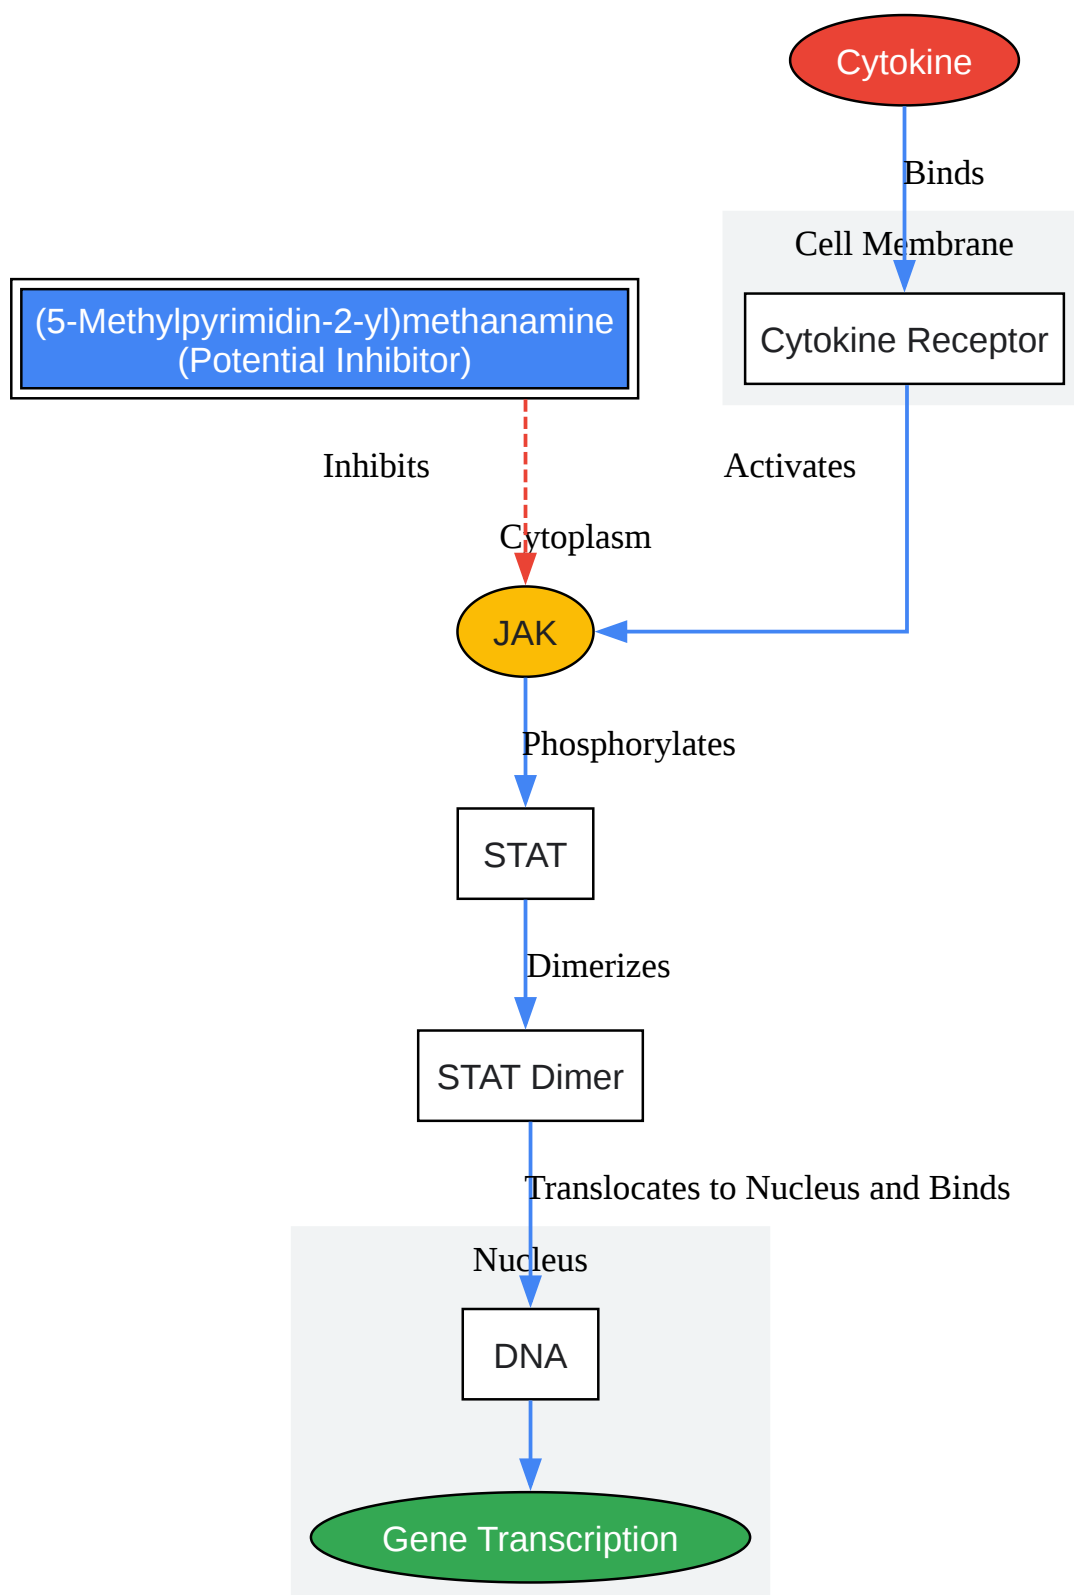 Cytokine
Binds
Cell Membrane
(5-Methylpyrimidin-2-yl)methanamine
(Potential Inhibitor)
Cytokine Receptor
Inhibits
Activates
Cytoplasm
JAK
Phosphorylates
STAT
Dimerizes
STAT Dimer
Translocates to Nucleus and Binds
Nucleus
DNA
Gene Transcription